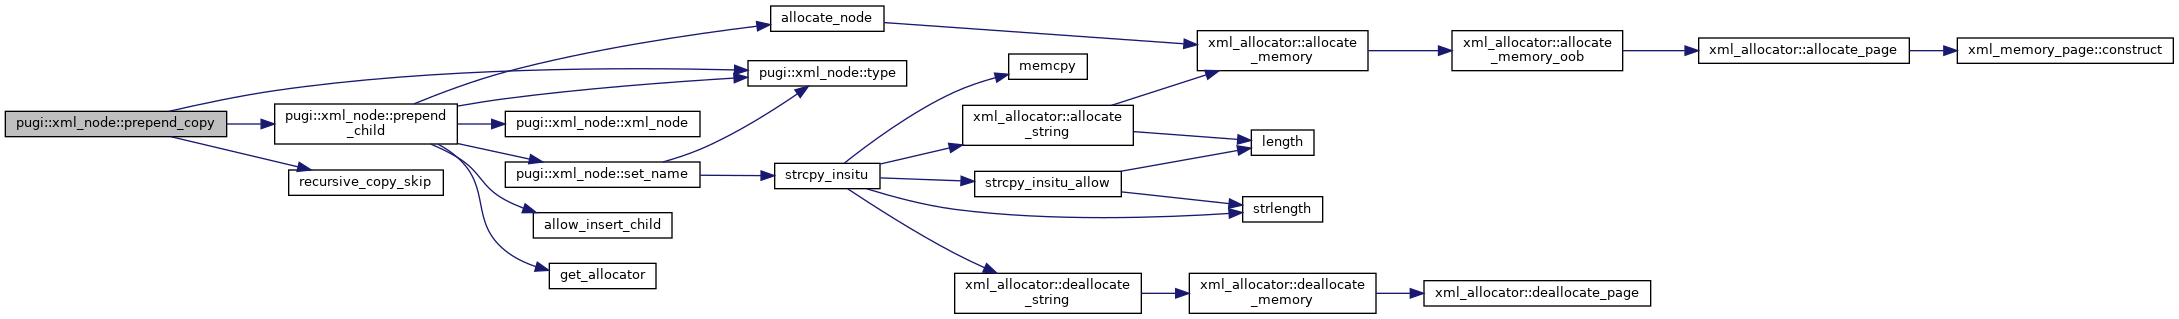 pugi::xml_node::prepend_copy
pugi::xml_node::prepend
_child
recursive_copy_skip
allocate_node
pugi::xml_node::type
pugi::xml_node::xml_node
pugi::xml_node::set_name
allow_insert_child
get_allocator
strcpy_insitu
memcpy
xml_allocator::allocate
_string
strcpy_insitu_allow
xml_allocator::deallocate
_string
xml_allocator::allocate
_memory
length
strlength
xml_allocator::deallocate
_memory
xml_allocator::allocate
_memory_oob
xml_allocator::deallocate_page
xml_allocator::allocate_page
xml_memory_page::construct